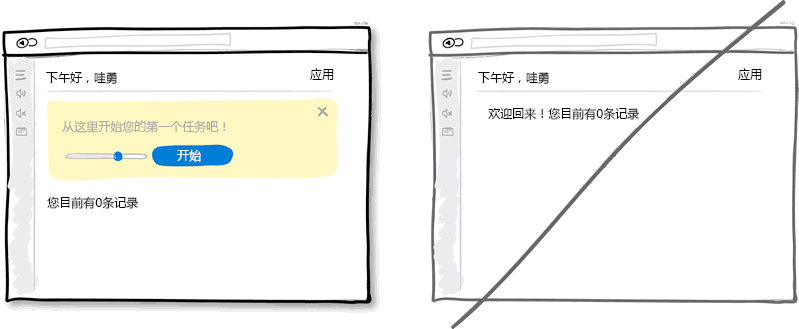 下午好，哇勇
应用
从这里开始您的第一个任务吧！
开始
您目前有0条记录
下午好，哇勇
应用
欢迎回来！您目前有0条记录